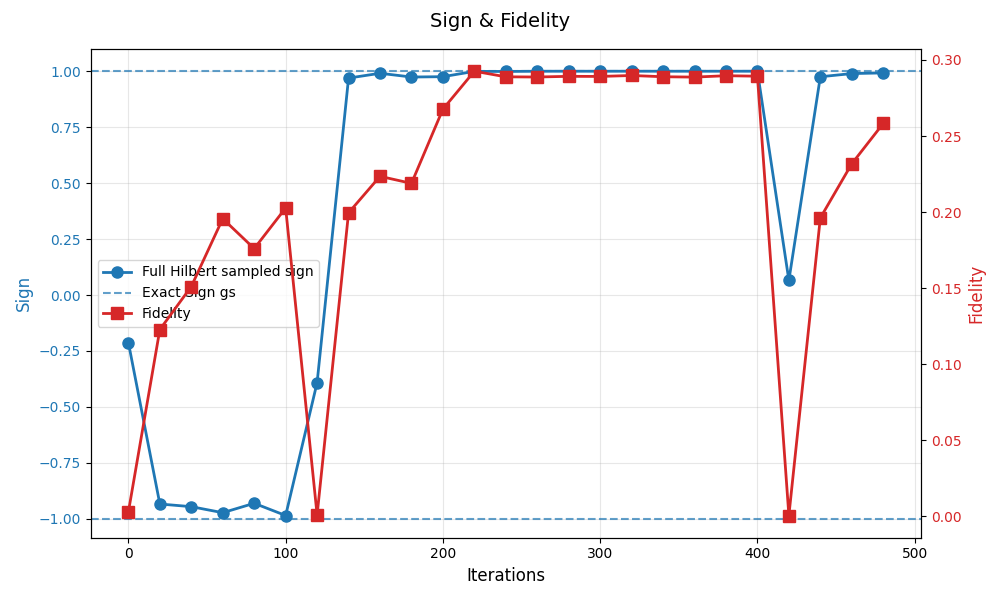 Sign & Fidelity
1.00
0.75
0.50
0.25
0.00
−0.25
−0.50
−0.75
−1.00
Sign
Full Hilbert sampled sign
Exact Sign gs
Fidelity
0.30
0.25
0.20
0.15
0.10
0.05
0.00
Fidelity
0 100 200 300 400 500
Iterations